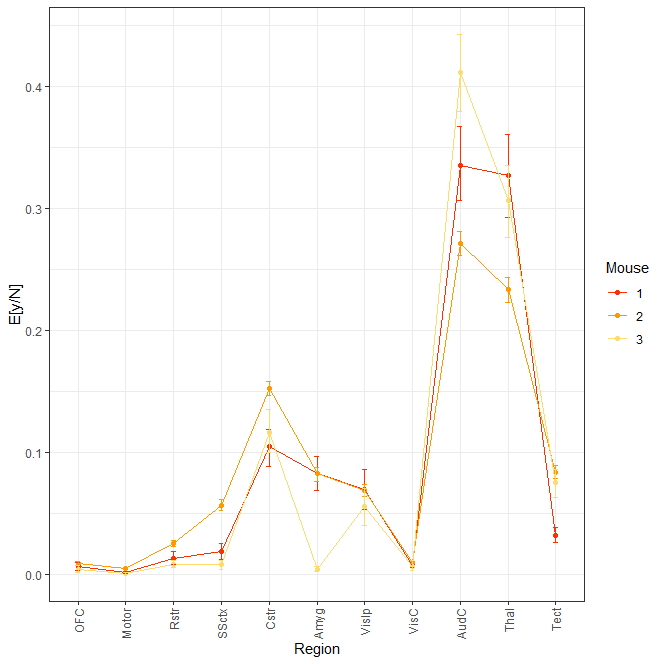 E[y/N]
0.4
0.3
0.2
0.1
0.0
OFC
Motor
Rstr
SSctx
Cstr
Amyg
VisIp
VisC
AudC
Thal
Tect
Region
Mouse
1
2
3